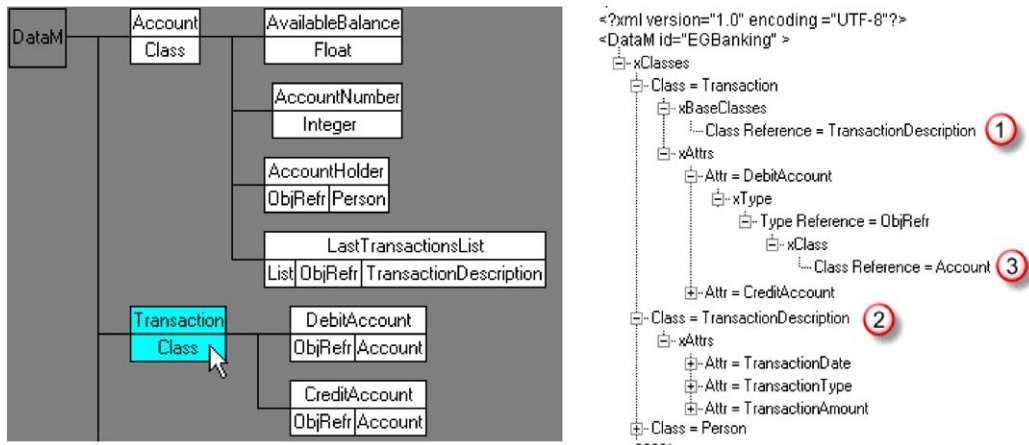 DataM
Account
Class
AvailableBalance
Float
AccountNumber
Integer
AccountHolder
ObjRefr Person
LastTransactionsList
List ObjRefr TransactionDescription
Transaction
Class
DebitAccount
ObjRefr Account
CreditAccount
ObjRefr Account
<?xml version="1.0" encoding ="UTF-8"?>
<DataM id="EGBanking" >
xClasses
Class = Transaction
xBaseClasses
Class Reference = TransactionDescription 1
xAttrs
Attr = DebitAccount
xType
Type Reference = ObjRefr
xClass
Class Reference = Account 3
Attr = CreditAccount
Class = TransactionDescription 2
xAttrs
Attr = TransactionDate
Attr = TransactionType
Attr = TransactionAmount
Class = Person